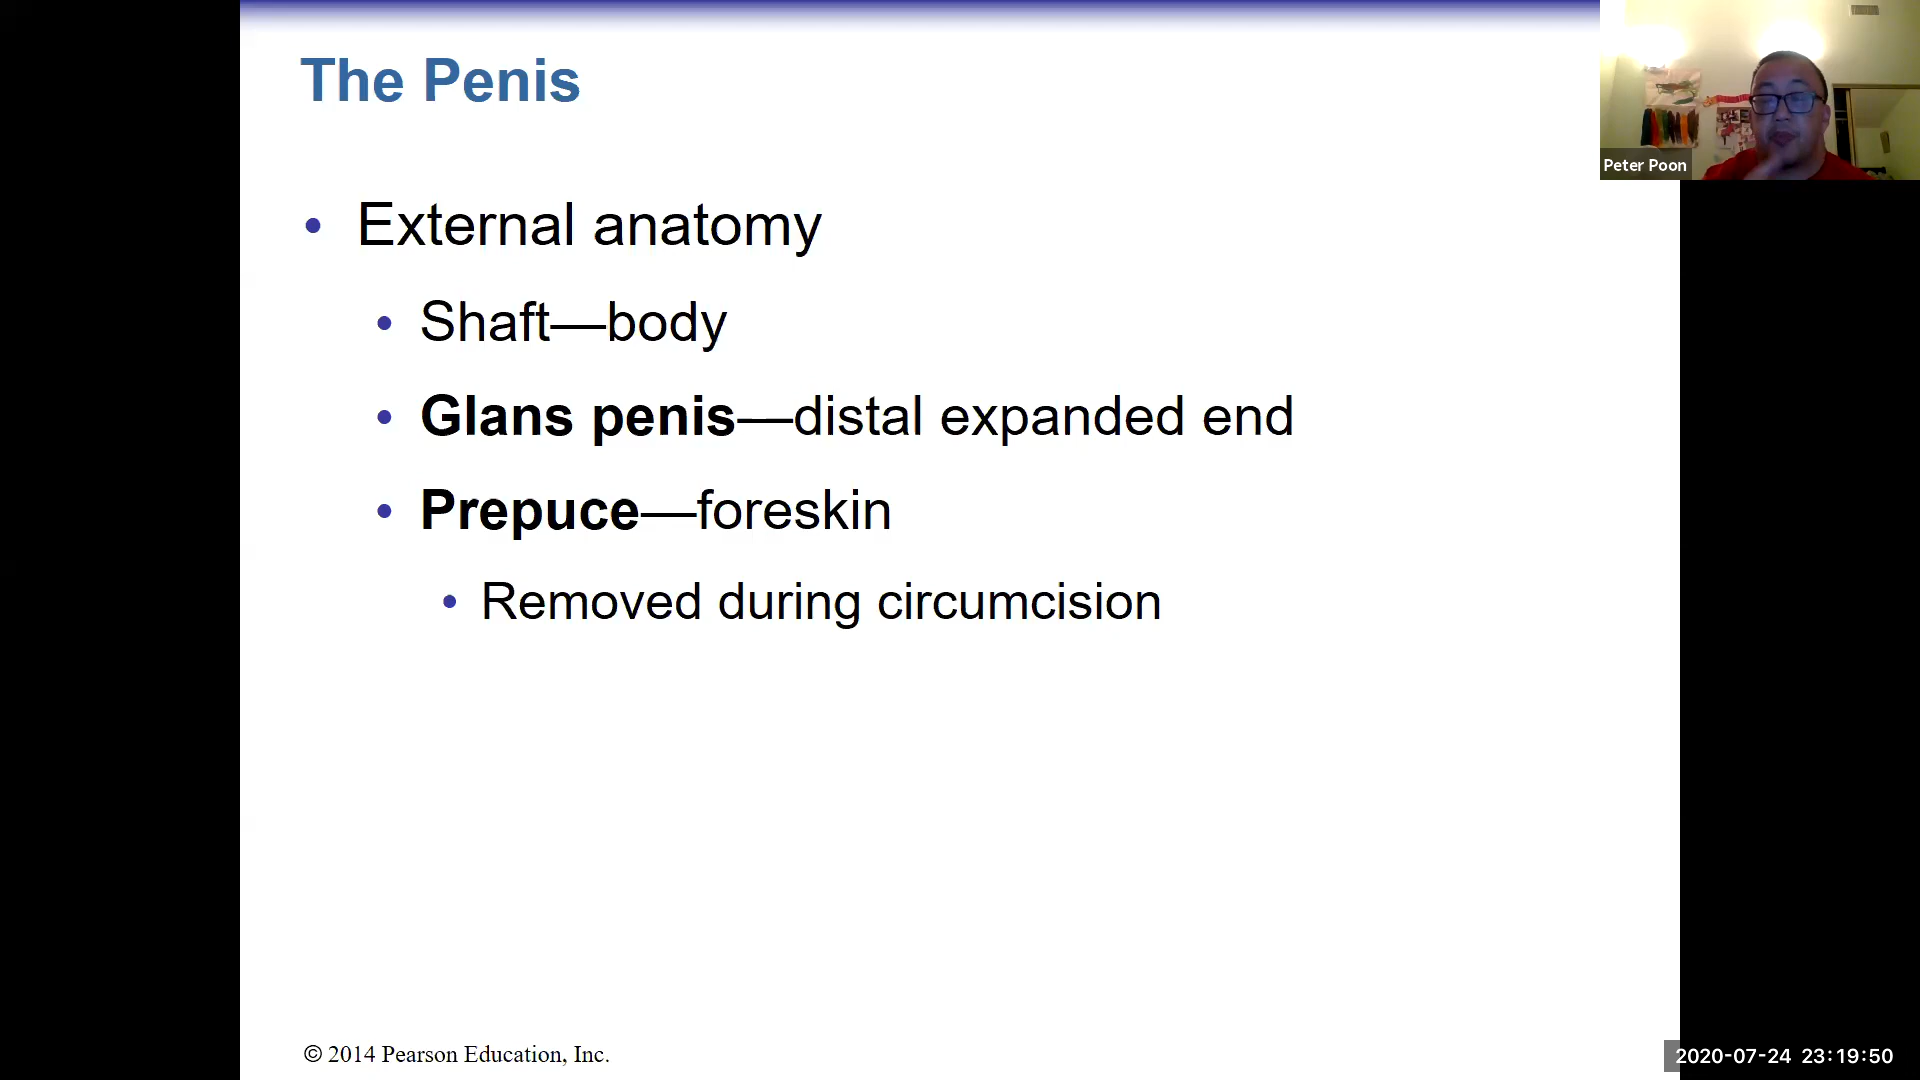 The Penis
Peter Poon
• External anatomy
• Shaft—body
• Glans penis—distal expanded end
• Prepuce—foreskin
• Removed during circumcision
© 2014 Pearson Education, Inc.
2020-07-24 23:19:50